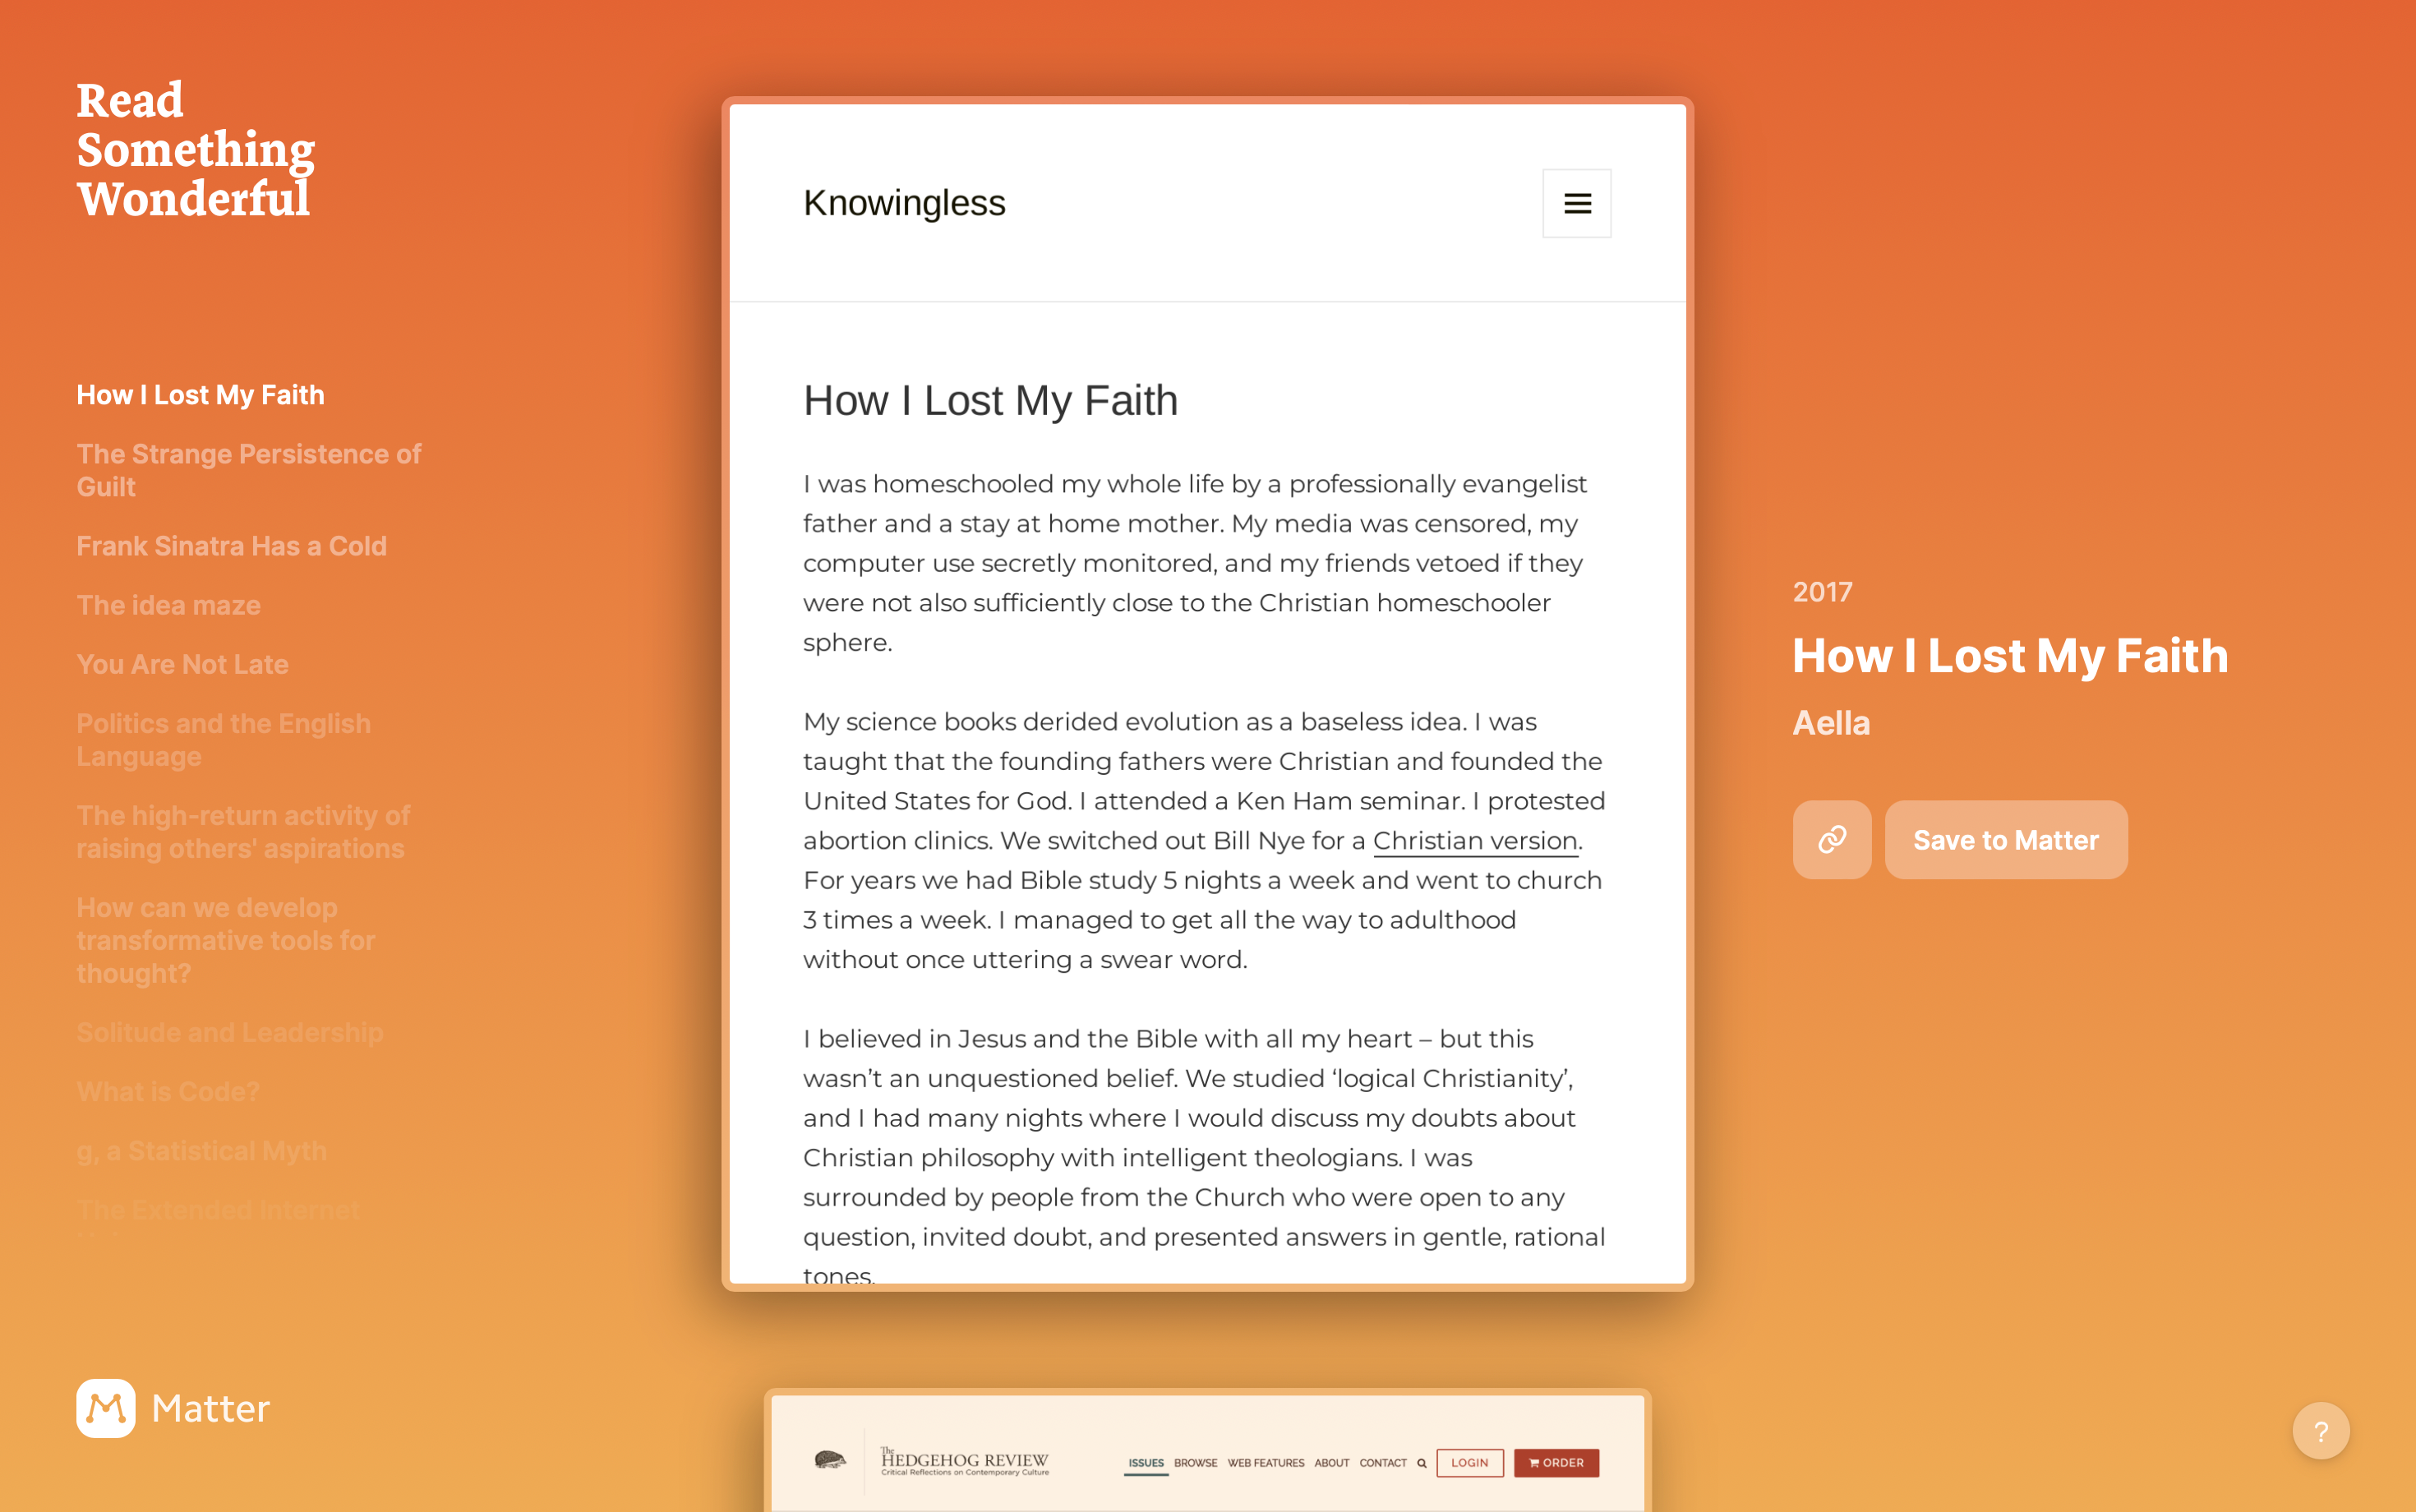 Read
Something
Wonderful
How I Lost My Faith
The Strange Persistence of
Guilt
Frank Sinatra Has a Cold
The idea maze
You Are Not Late
Politics and the English
Language
The high-return activity of
raising others' aspirations
How can we develop
transformative tools for
thought?
Solitude and Leadership
What is Code?
g, a Statistical Myth
The Extended Internet
Matter
Knowingless
How I Lost My Faith
I was homeschooled my whole life by a professionally evangelist
father and a stay at home mother. My media was censored, my
computer use secretly monitored, and my friends vetoed if they
were not also sufficiently close to the Christian homeschooler
sphere.
My science books derided evolution as a baseless idea. I was
taught that the founding fathers were Christian and founded the
United States for God. I attended a Ken Ham seminar. I protested
abortion clinics. We switched out Bill Nye for a Christian version.
For years we had Bible study 5 nights a week and went to church
3 times a week. I managed to get all the way to adulthood
without once uttering a swear word.
I believed in Jesus and the Bible with all my heart – but this
wasn’t an unquestioned belief. We studied ‘logical Christianity’,
and I had many nights where I would discuss my doubts about
Christian philosophy with intelligent theologians. I was
surrounded by people from the Church who were open to any
question, invited doubt, and presented answers in gentle, rational
tones.
The
HEDGEHOG REVIEW
Critical Reflections on Contemporary Culture
ISSUES BROWSE WEB FEATURES ABOUT CONTACT LOGIN ORDER
2017
How I Lost My Faith
Aella
Save to Matter
?